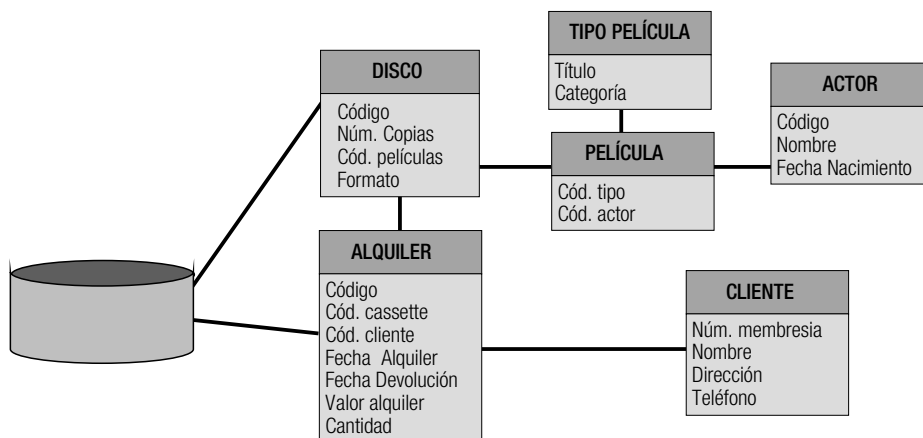 TIPO PELÍCULA
Título
Categoría
DISCO
Código
Núm. Copias
Cód. películas
Formato
ACTOR
Código
Nombre
Fecha Nacimiento
PELÍCULA
Cód. tipo
Cód. actor
ALQUILER
Código
Cód. cassette
Cód. cliente
Fecha Alquiler
Fecha Devolución
Valor alquiler
Cantidad
CLIENTE
Núm. membresia
Nombre
Dirección
Teléfono